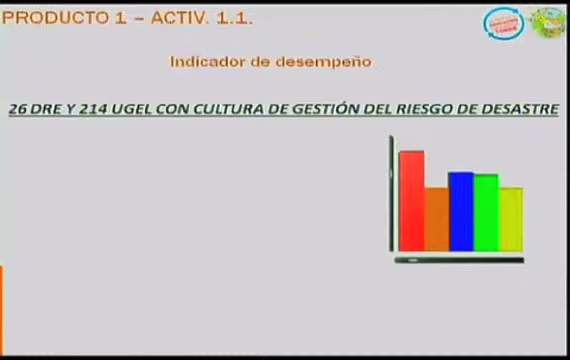 PRODUCTO 1 – ACTIV. 1.1.
Indicador de desempeño
26 DRE Y 214 UGEL CON CULTURA DE GESTIÓN DEL RIESGO DE DESASTRE